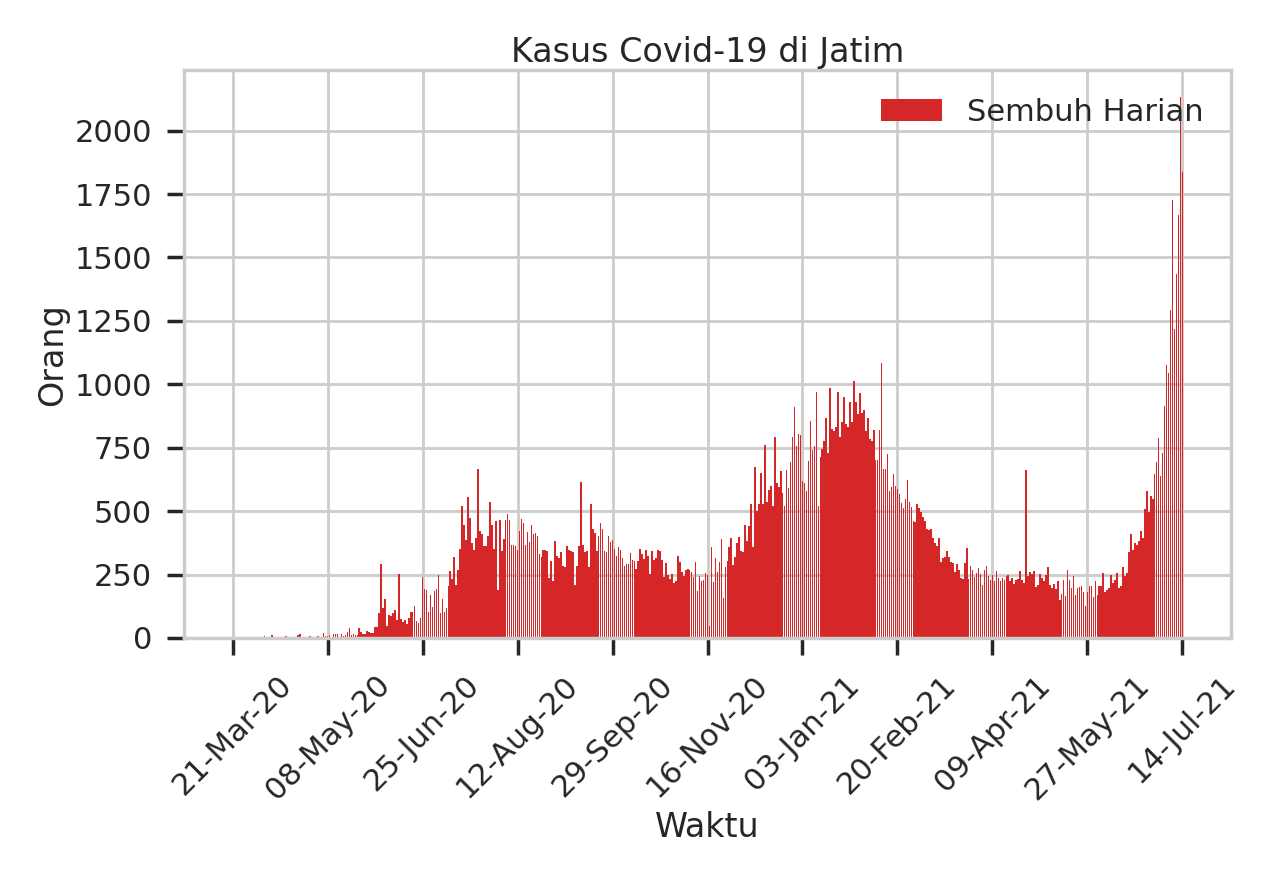 Kasus Covid-19 di Jatim
Sembuh Harian
Orang
2000
1750
1500
1250
1000
750
500
250
0
21-Mar-20
08-May-20
25-Jun-20
12-Aug-20
29-Sep-20
16-Nov-20
03-Jan-21
20-Feb-21
09-Apr-21
27-May-21
14-Jul-21
Waktu